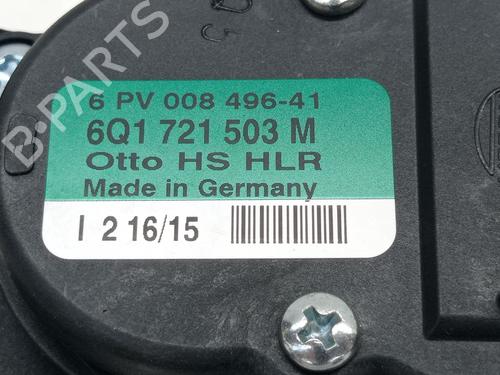 B-PARTS
6 PV 008 496-41
6Q1 721 503 M
Otto HS HLR
Made in Germany
I 2 16/15